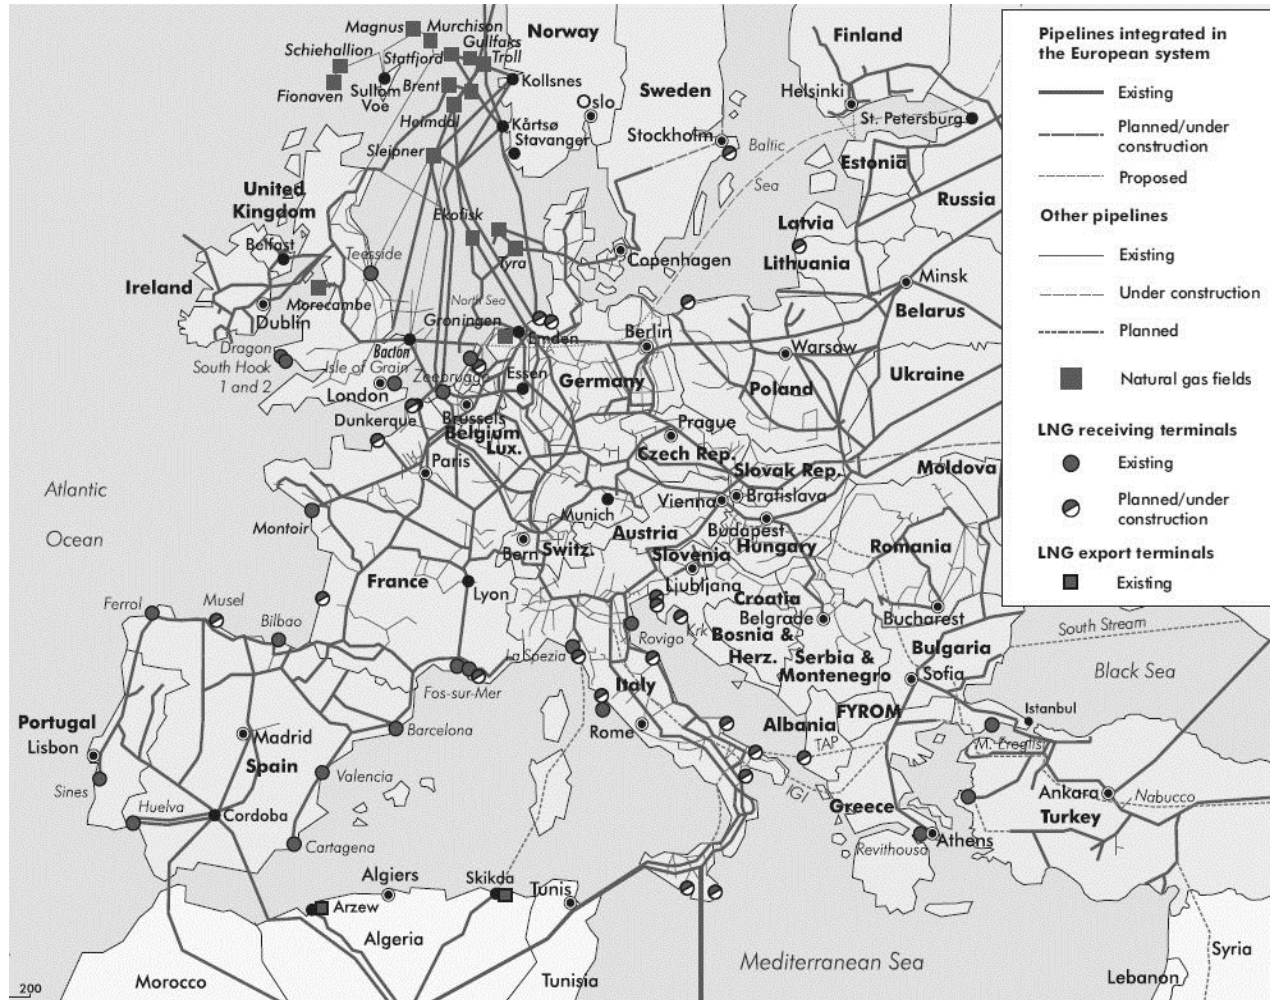 Magnus
Murchison
Gullfaks
Schiehallion
Statfjord
Troll
Norway
Finland
Fionaven
Sullom
Voe
Brent
Kollsnes
Heimdal
Oslo
Sweden
Helsinki
St. Petersburg
Kårtsø
Stavanger
Stockholm
Baltic
Sea
Estonia
Sleipner
Russia
United
Kingdom
Ekofisk
Latvia
Belfast
Teesside
Tyra
Copenhagen
Lithuania
Minsk
Ireland
Morecambe
North Sea
Belarus
Dublin
Groningen
Emden
Berlin
Warsaw
Dragon
South Hook
1 and 2
Bacton
Isle of Grain
Zeebrugge
Essen
Germany
Poland
Ukraine
London
Dunkerque
Brussels
Belgium
Lux.
Prague
Czech Rep.
Slovak Rep.
Moldova
Paris
Atlantic
Ocean
Montoir
Munich
Vienna
Bratislava
Budapest
Austria
Hungary
Romania
Bern
Switz.
Slovenia
Ljubljana
France
Lyon
Croatia
Belgrade
Bucharest
Ferrol
Musel
Bilbao
La Spezia
Rovigo
Krk
Bosnia &
Herz.
Serbia &
Montenegro
Bulgaria
Sofia
South Stream
Black Sea
Fos-sur-Mer
Italy
Rome
Portugal
Lisbon
Madrid
Spain
Barcelona
Albania
FYROM
TAP
Istanbul
M. Ereglis
Sines
Valencia
IGI
Ankara
Nabucco
Turkey
Huelva
Cordoba
Greece
Cartagena
Revithousa
Athens
Algiers
Skikda
Tunis
Arzew
Algeria
Morocco
Tunisia
Mediterranean Sea
Syria
Lebanon
200
Pipelines integrated in
the European system
Existing
Planned/under
construction
Proposed
Other pipelines
Existing
Under construction
Planned
Natural gas fields
LNG receiving terminals
Existing
Planned/under
construction
LNG export terminals
Existing